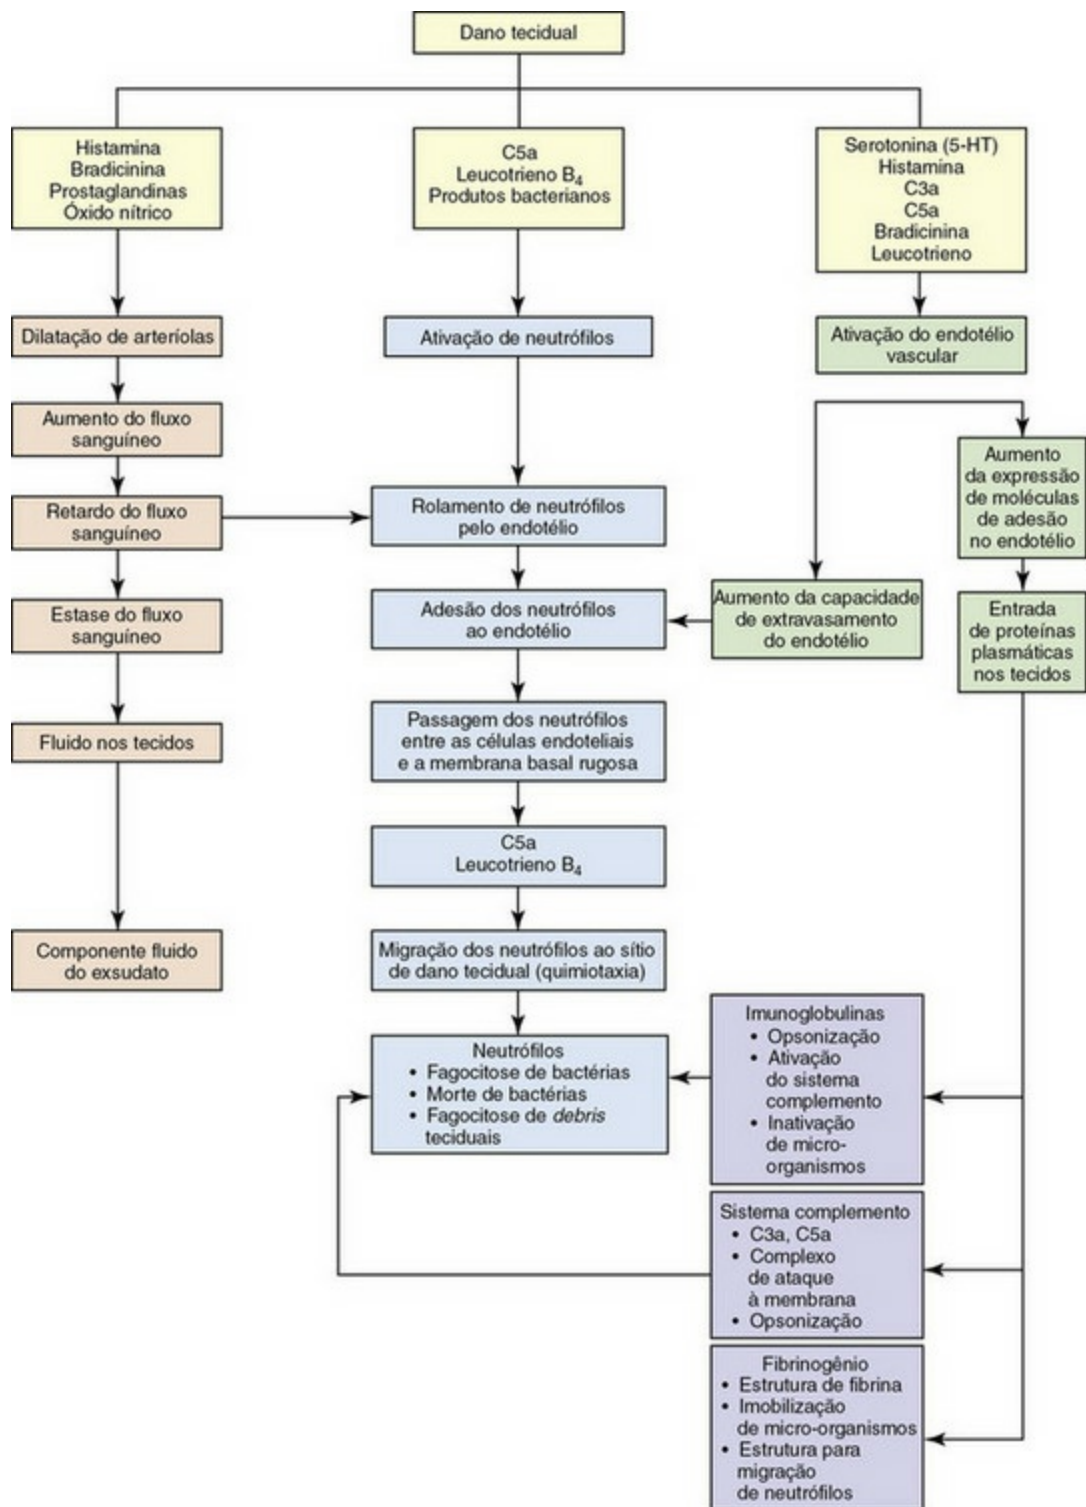 Dano tecidual
Histamina
Bradicinina
Prostaglandinas
Óxido nítrico
C5a
Leucotrieno B₄
Produtos bacterianos
Serotonina (5-HT)
Histamina
C3a
C5a
Bradicinina
Leucotrieno
Dilatação de arteríolas
Aumento do fluxo
sanguíneo
Retardo do fluxo
sanguíneo
Estase do fluxo
sanguíneo
Fluido nos tecidos
Componente fluido
do exsudato
Ativação de neutrófilos
Rolamento de neutrófilos
pelo endotélio
Adesão dos neutrófilos
ao endotélio
Passagem dos neutrófilos
entre as células endoteliais
e a membrana basal rugosa
C5a
Leucotrieno B₄
Migração dos neutrófilos ao sítio
de dano tecidual (quimiotaxia)
Neutrófilos
• Fagocitose de bactérias
• Morte de bactérias
• Fagocitose de debris
teciduais
Ativação do endotélio
vascular
Aumento da capacidade
de extravasamento
do endotélio
Aumento
da expressão
de moléculas
de adesão
no endotélio
Entrada
de proteínas
plasmáticas
nos tecidos
Imunoglobulinas
• Opsonização
• Ativação
do sistema
complemento
• Inativação
de micro-
organismos
Sistema complemento
• C3a, C5a
• Complexo
de ataque
à membrana
• Opsonização
Fibrinogênio
• Estrutura de fibrina
• Imobilização
de micro-organismos
• Estrutura para
migração
de neutrófilos